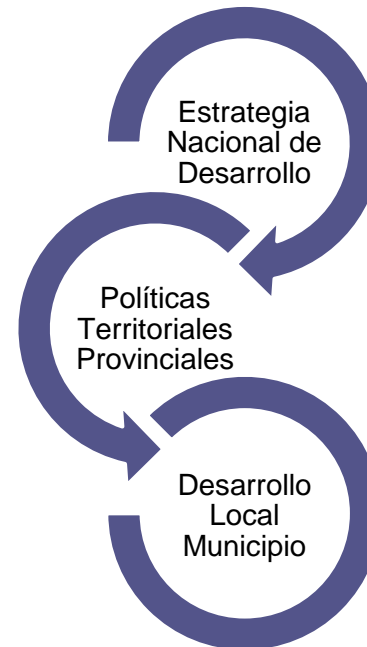 Estrategia
Nacional de
Desarrollo
Políticas
Territoriales
Provinciales
Desarrollo
Local
Municipio